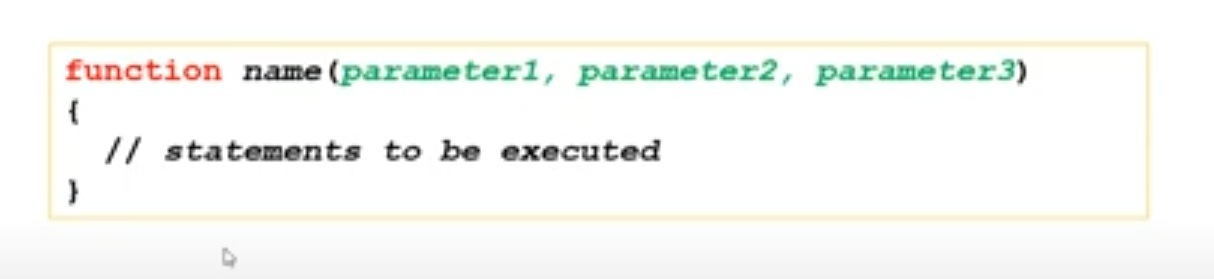 function name(parameter1, parameter2, parameter3)
{
// statements to be executed
}